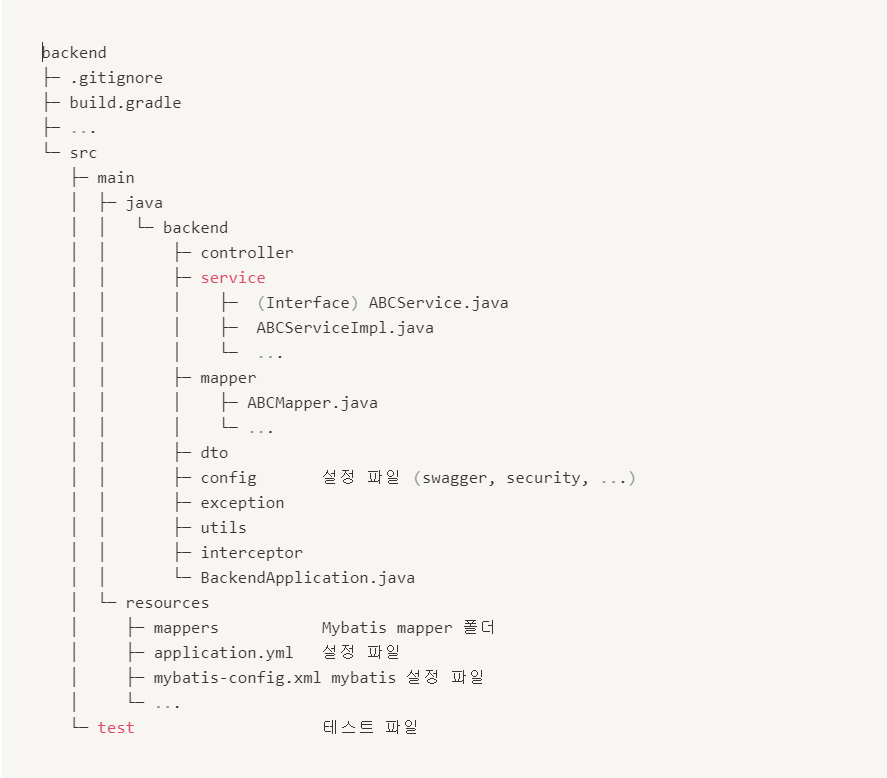 backend
├─ .gitignore
├─ build.gradle
├─ ...
└─ src
   ├─ main
   │  ├─ java
   │  │   └─ backend
   │  │       ├─ controller
   │  │       ├─ service
   │  │       │    ├─  (Interface) ABCService.java
   │  │       │    ├─  ABCServiceImpl.java
   │  │       │    └─  ...
   │  │       ├─ mapper
   │  │       │    ├─ ABCMapper.java
   │  │       │    └─ ...
   │  │       ├─ dto
   │  │       ├─ config       설정 파일 (swagger, security, ...)
   │  │       ├─ exception
   │  │       ├─ utils
   │  │       ├─ interceptor
   │  │       └─ BackendApplication.java
   │  └─ resources
   │     ├─ mappers           Mybatis mapper 폴더
   │     ├─ application.yml   설정 파일
   │     ├─ mybatis-config.xml mybatis 설정 파일
   │     └─ ...
   └─ test                    테스트 파일